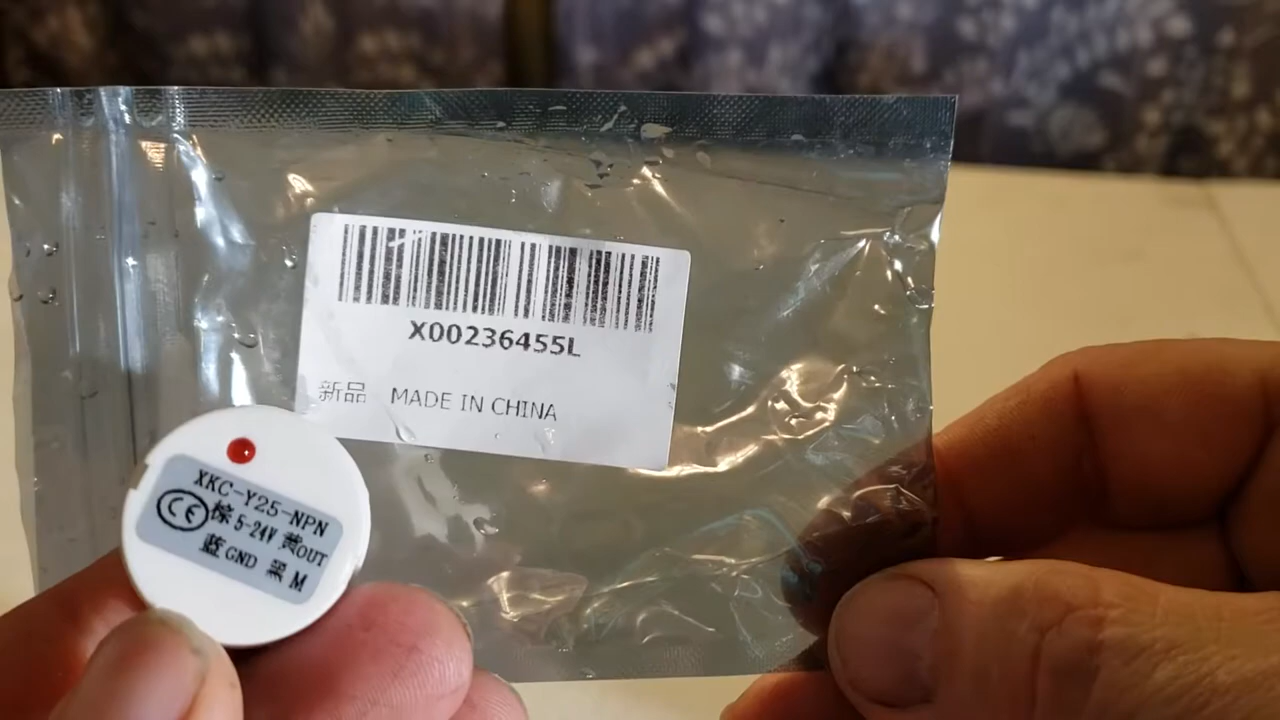 X00236455L
新品 MADE IN CHINA
XKC-Y25-NPN
CE 棕 5-24V 黄OUT
蓝 GND 黑 M